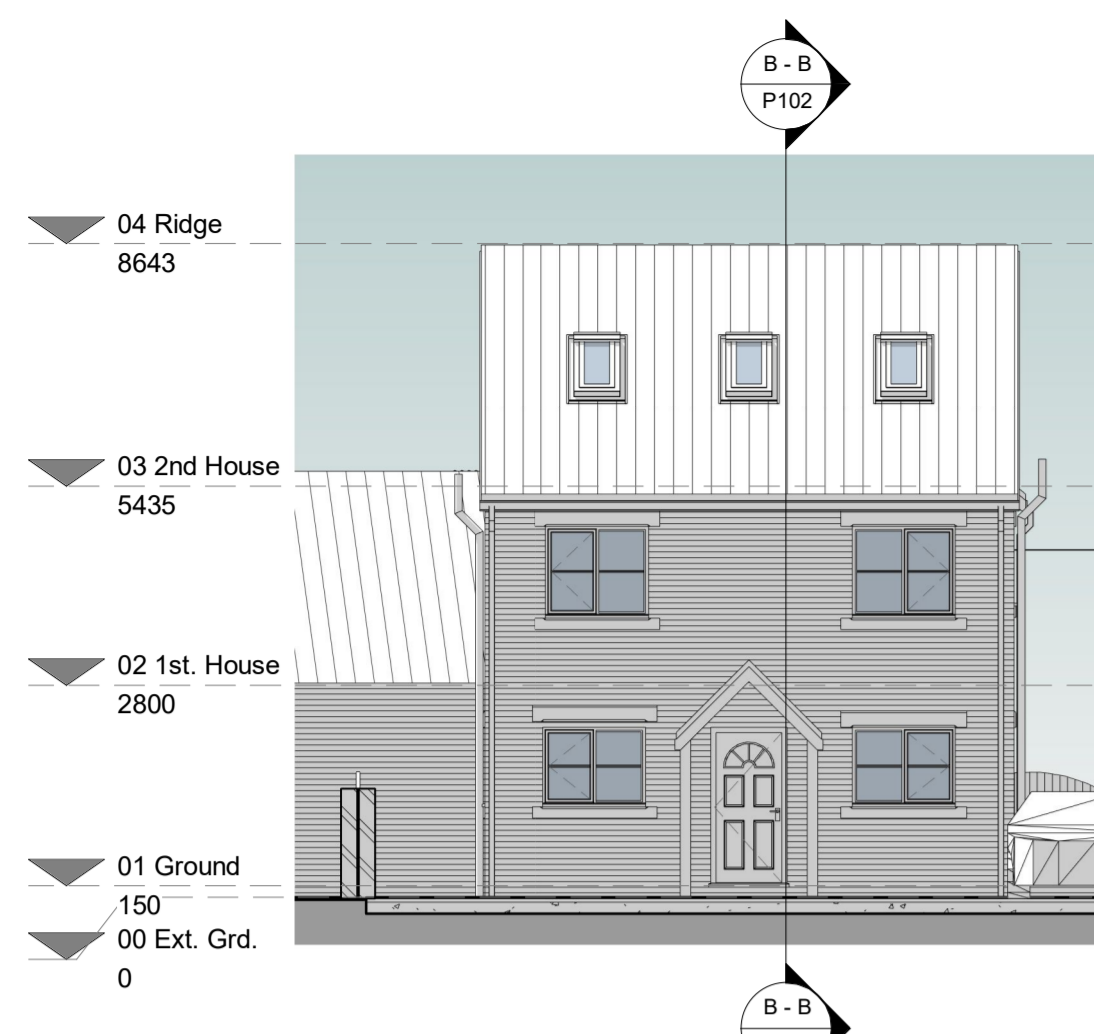 B - B
P102
04 Ridge
8643
03 2nd House
5435
02 1st. House
2800
01 Ground
150
00 Ext. Grd.
0
B - B